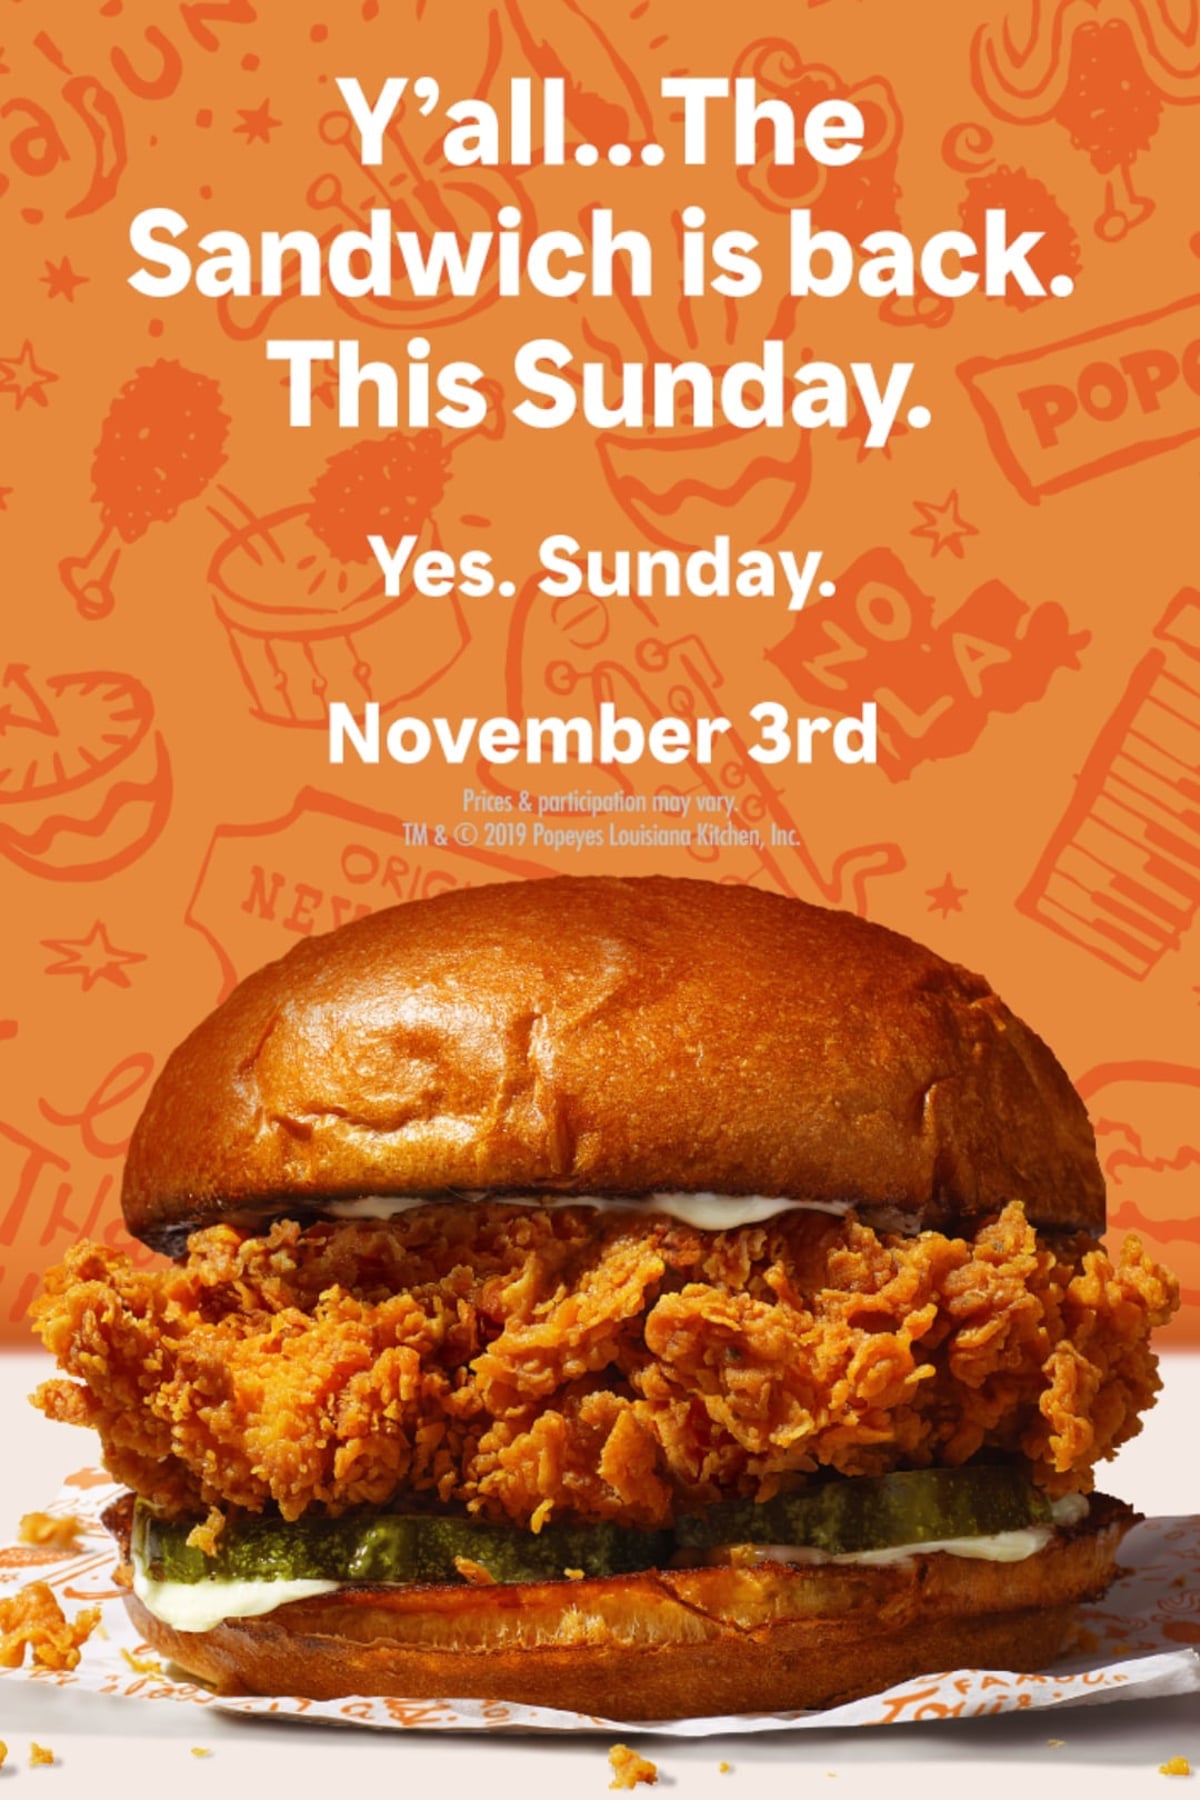 Y’all...The
Sandwich is back.
This Sunday.
Yes. Sunday.
November 3rd
Prices & participation may vary.
TM & © 2019 Popeyes Louisiana Kitchen, Inc.
NOLA